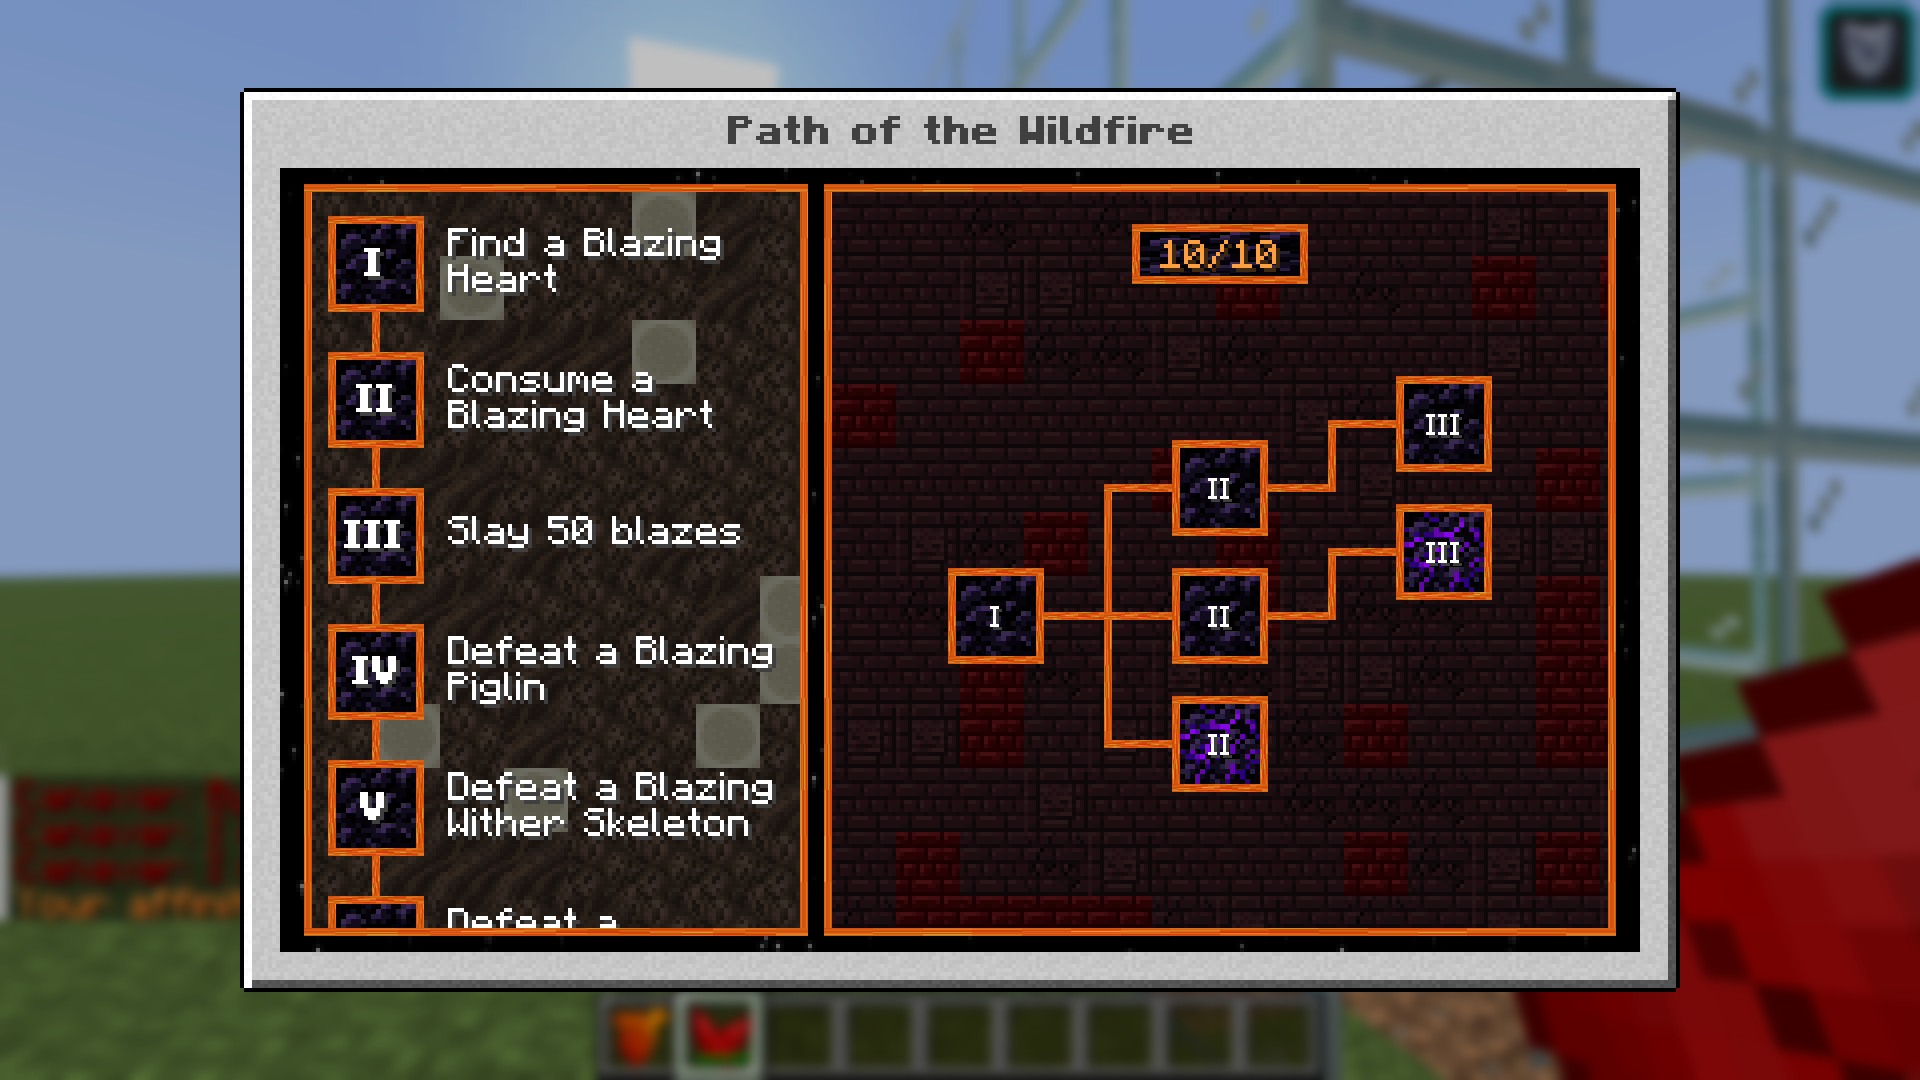 Path of the Wildfire
I
Find a Blazing
Heart
II
Consume a
Blazing Heart
III
Slay 50 blazes
IV
Defeat a Blazing
Piglin
V
Defeat a Blazing
Wither Skeleton
Defeat a
10/10
III
II
III
I
II
II